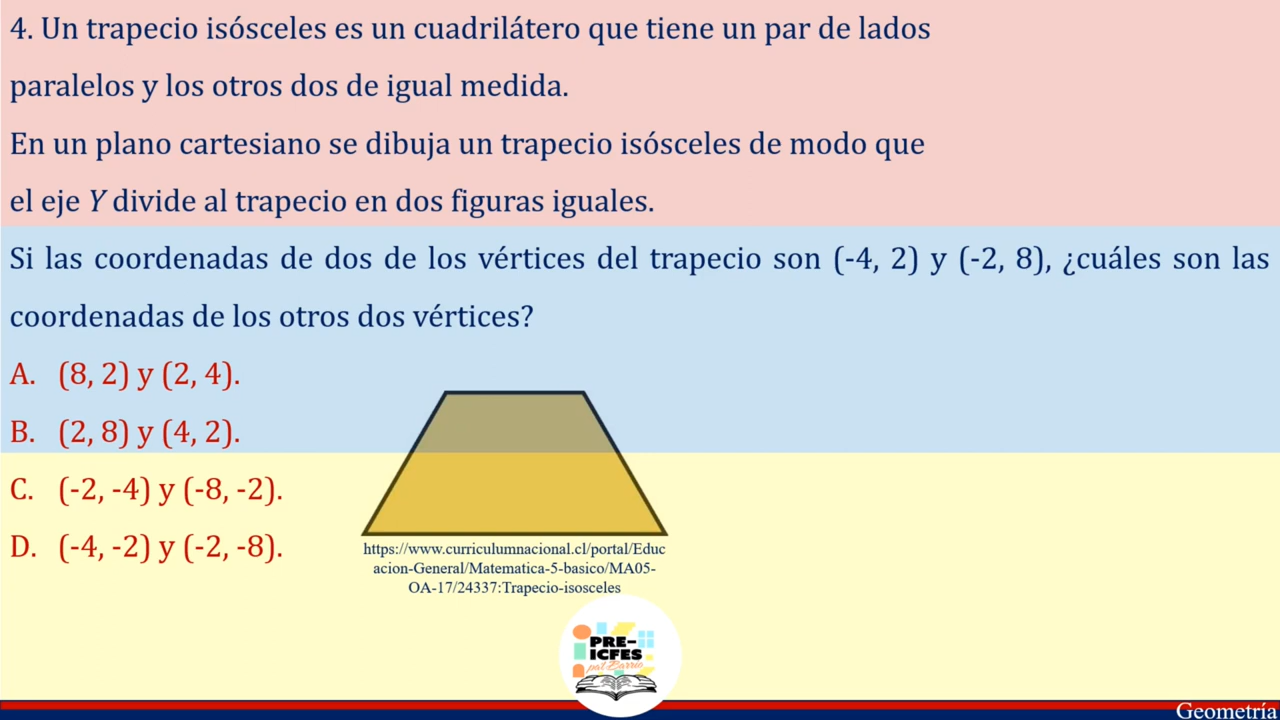 4. Un trapecio isósceles es un cuadrilátero que tiene un par de lados
paralelos y los otros dos de igual medida.
En un plano cartesiano se dibuja un trapecio isósceles de modo que
el eje Y divide al trapecio en dos figuras iguales.
Si las coordenadas de dos de los vértices del trapecio son (-4, 2) y (-2, 8), ¿cuáles son las
coordenadas de los otros dos vértices?
A. (8, 2) y (2, 4).
B. (2, 8) y (4, 2).
C. (-2, -4) y (-8, -2).
D. (-4, -2) y (-2, -8).
https://www.curriculumnacional.cl/portal/Educ
acion-General/Matematica-5-basico/MA05-
OA-17/24337:Trapecio-isosceles
PRE-
ICFES
pal Barrio
Geometría